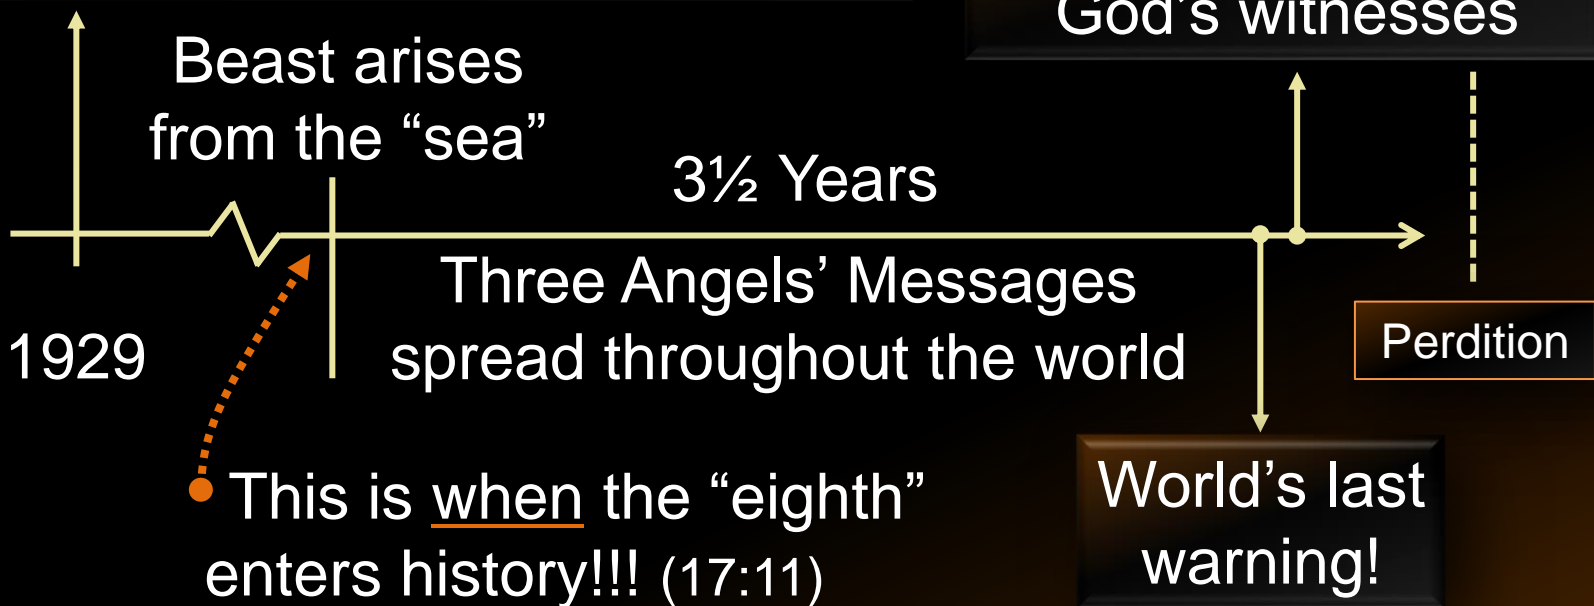 God's witnesses
Beast arises
from the “sea”
3½ Years
Three Angels’ Messages
spread throughout the world
1929
Perdition
This is when the “eighth”
enters history!!! (17:11)
World’s last
warning!